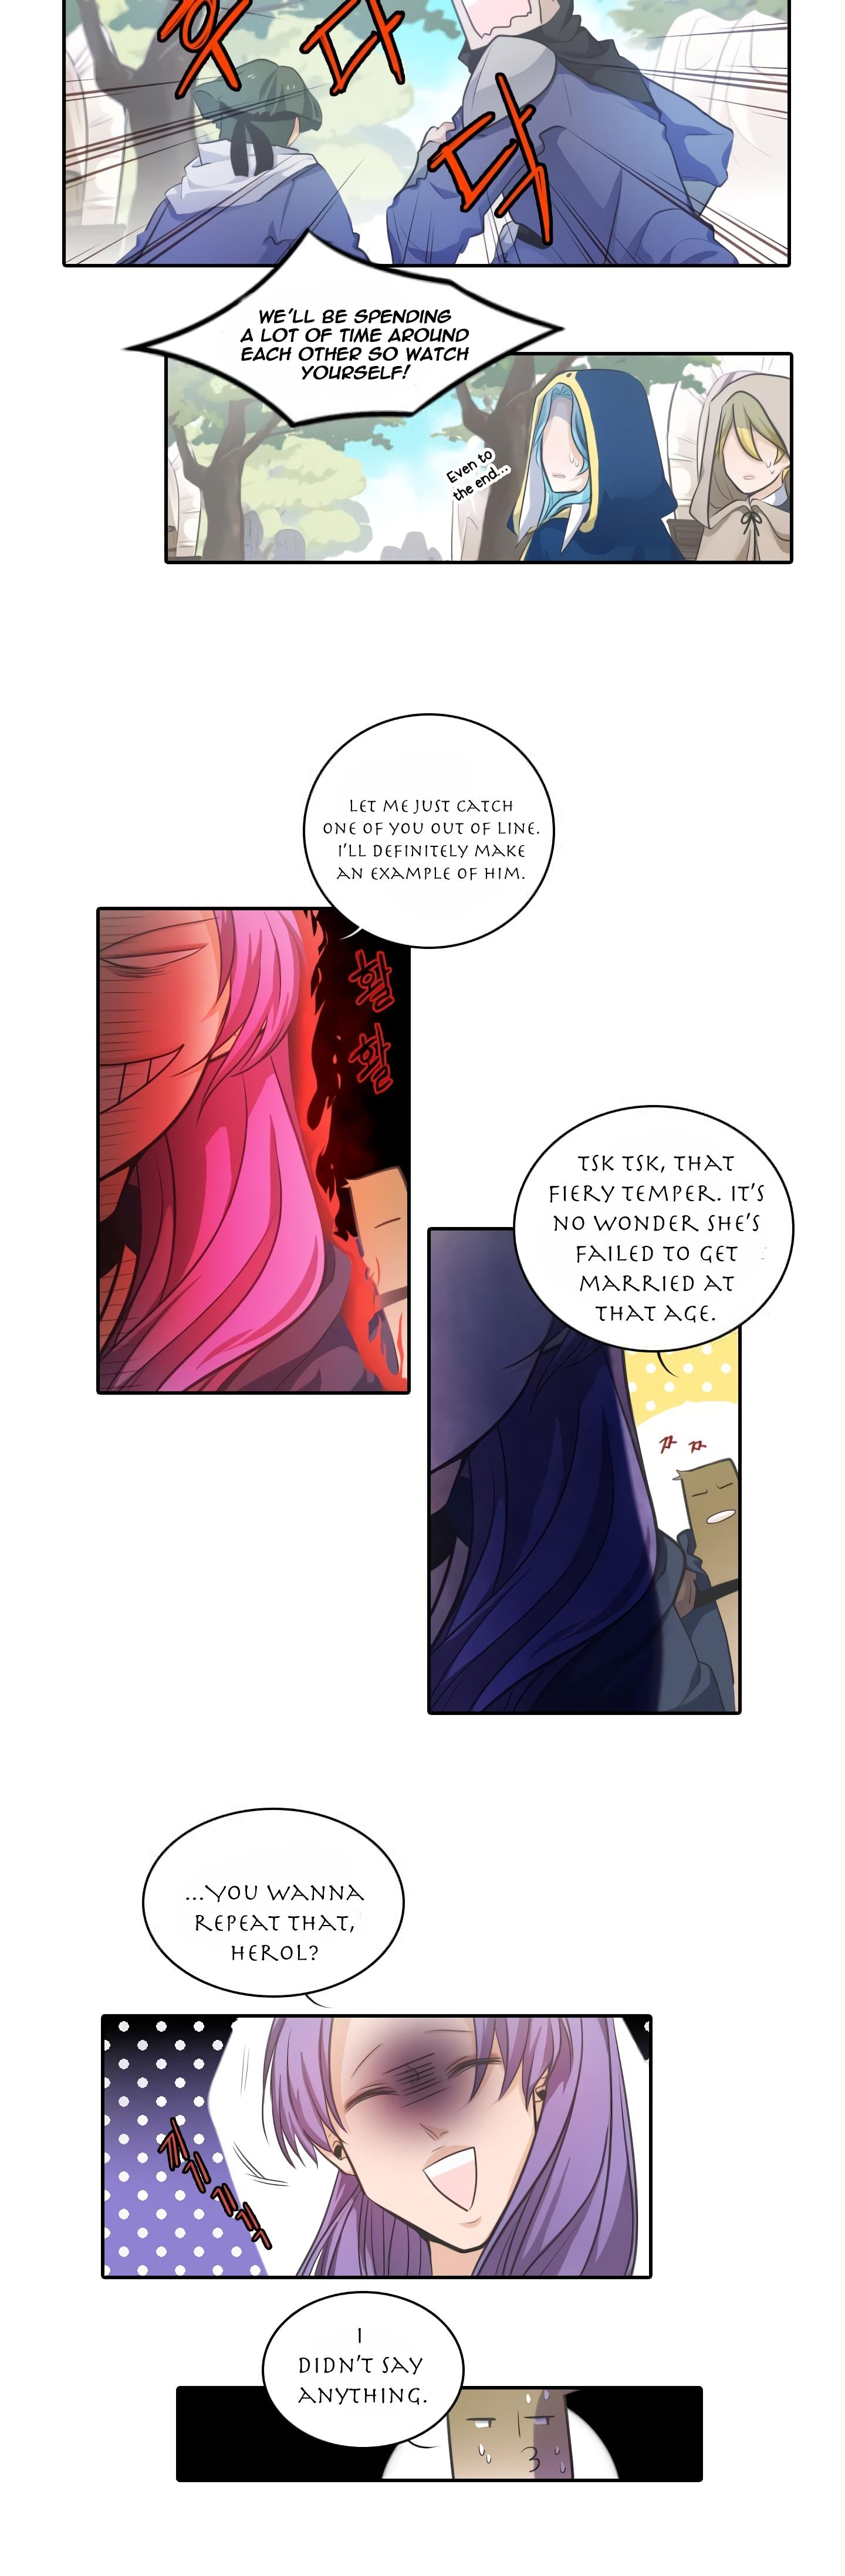 후다
닥
WE'LL BE SPENDING
A LOT OF TIME AROUND
EACH OTHER SO WATCH
YOURSELF!
Even to
the end...
LET ME JUST CATCH
ONE OF YOU OUT OF LINE.
I'LL DEFINITELY MAKE
AN EXAMPLE OF HIM.
활
활
TSK TSK, THAT
FIERY TEMPER. IT'S
NO WONDER SHE'S
FAILED TO GET
MARRIED AT
THAT AGE.
ㅉ ㅉ
...YOU WANNA
REPEAT THAT,
HEROL?
I
DIDN'T SAY
ANYTHING.